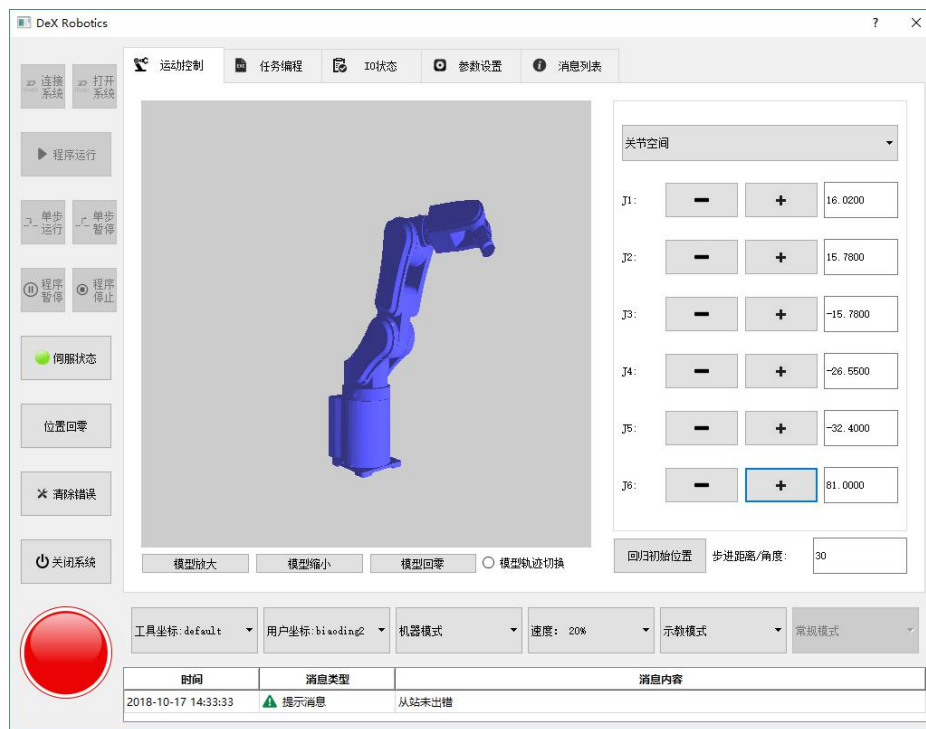 DeX Robotics
运动控制
任务编程
IO状态
参数设置
消息列表
连接
系统
打开
系统
程序运行
单步
运行
单步
暂停
程序
暂停
程序
停止
伺服状态
位置回零
清除错误
关闭系统
关节空间
J1: 16.0200
J2: 15.7800
J3: -15.7800
J4: -26.5500
J5: -32.4000
J6: 81.0000
模型放大 模型缩小 模型回零 模型轨迹切换
回归初始位置 步进距离/角度: 30
工具坐标:default 用户坐标:biaoding2 机器模式 速度: 20% 示教模式 常规模式
时间 消息类型 消息内容
2018-10-17 14:33:33 提示消息 从站未出错